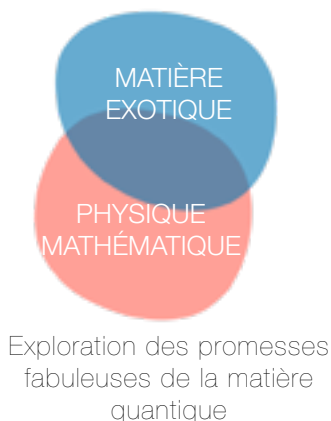 MATIÈRE
EXOTIQUE
PHYSIQUE
MATHÉMATIQUE
Exploration des promesses
fabuleuses de la matière
quantique